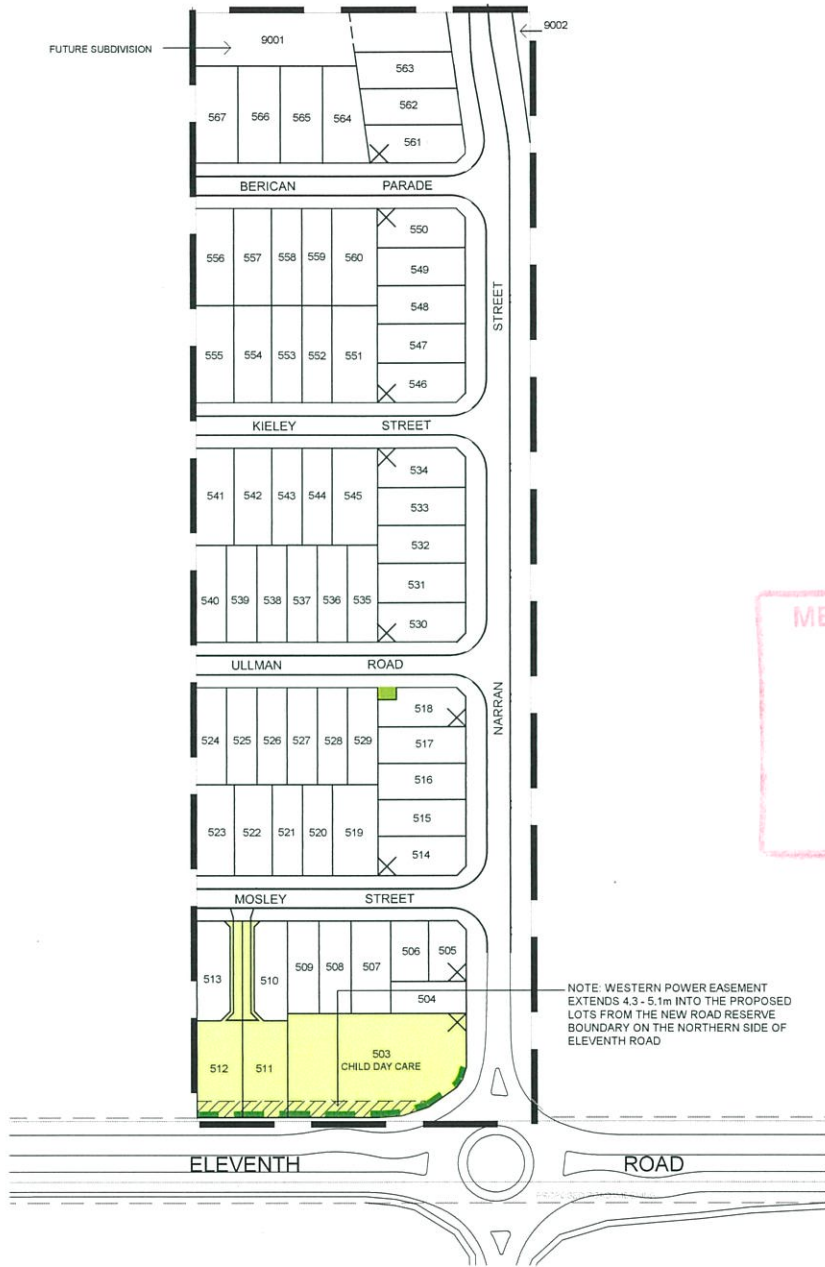 9002
9001
FUTURE SUBDIVISION
563
562
567 566 565 564
561
BERICAN PARADE
550
556 557 558 559 560
549
548
STREET
547
555 554 553 552 551
546
KIELEY STREET
534
541 542 543 544 545
533
532
531
540 539 538 537 536 535
530
ULLMAN ROAD
NARRAN
518
524 525 526 527 528 529
517
516
515
523 522 521 520 519
514
MOSLEY STREET
513 510 509 508 507 506 505
504
NOTE: WESTERN POWER EASEMENT
EXTENDS 4.3 - 5.1m INTO THE PROPOSED
LOTS FROM THE NEW ROAD RESERVE
BOUNDARY ON THE NORTHERN SIDE OF
ELEVENTH ROAD
512 511 503
CHILD DAY CARE
ELEVENTH ROAD